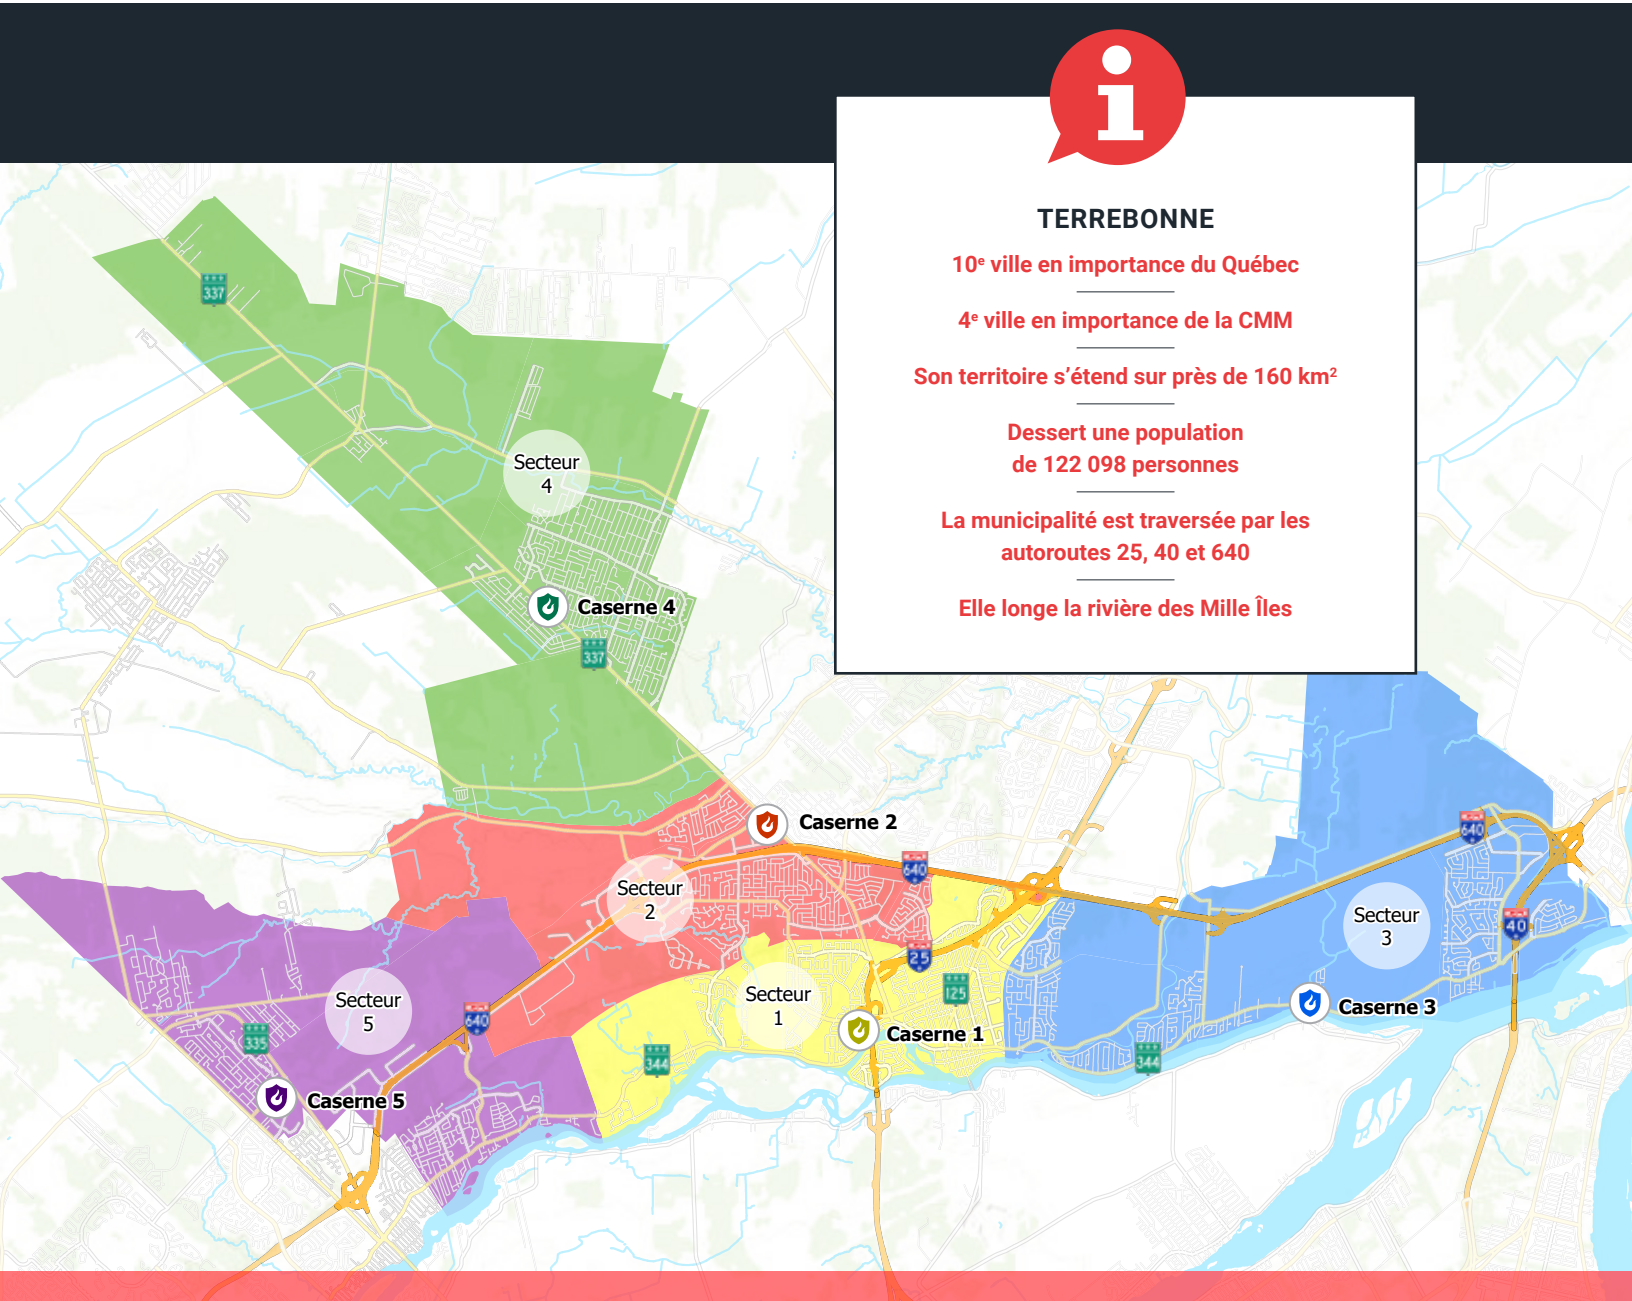 TERREBONNE
10e ville en importance du Québec
4e ville en importance de la CMM
Son territoire s’étend sur près de 160 km²
Dessert une population
de 122 098 personnes
La municipalité est traversée par les
autoroutes 25, 40 et 640
Elle longe la rivière des Mille Îles
337
Secteur
4
Caserne 4
337
Caserne 2
640
640
Secteur
2
Secteur
3
40
25
125
Secteur
1
Secteur
5
640
335
Caserne 1
Caserne 3
344
344
Caserne 5